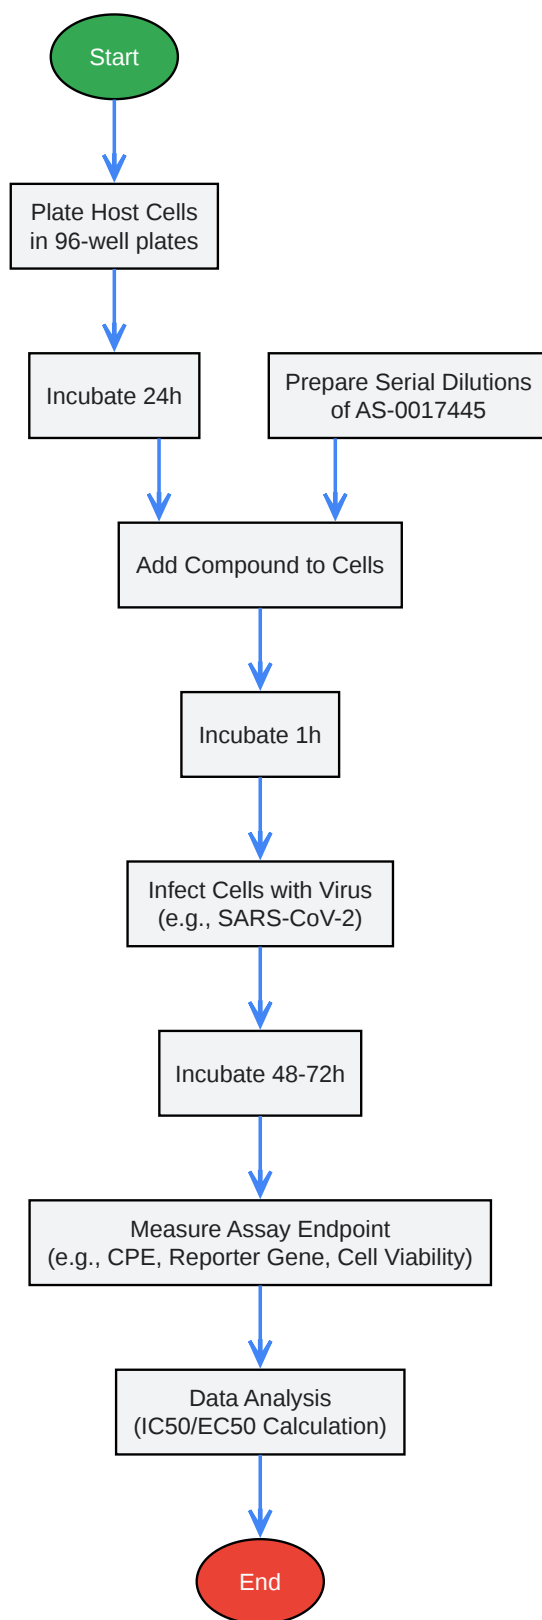 Start
Plate Host Cells
in 96-well plates
Incubate 24h
Prepare Serial Dilutions
of AS-0017445
Add Compound to Cells
Incubate 1h
Infect Cells with Virus
(e.g., SARS-CoV-2)
Incubate 48-72h
Measure Assay Endpoint
(e.g., CPE, Reporter Gene, Cell Viability)
Data Analysis
(IC50/EC50 Calculation)
End